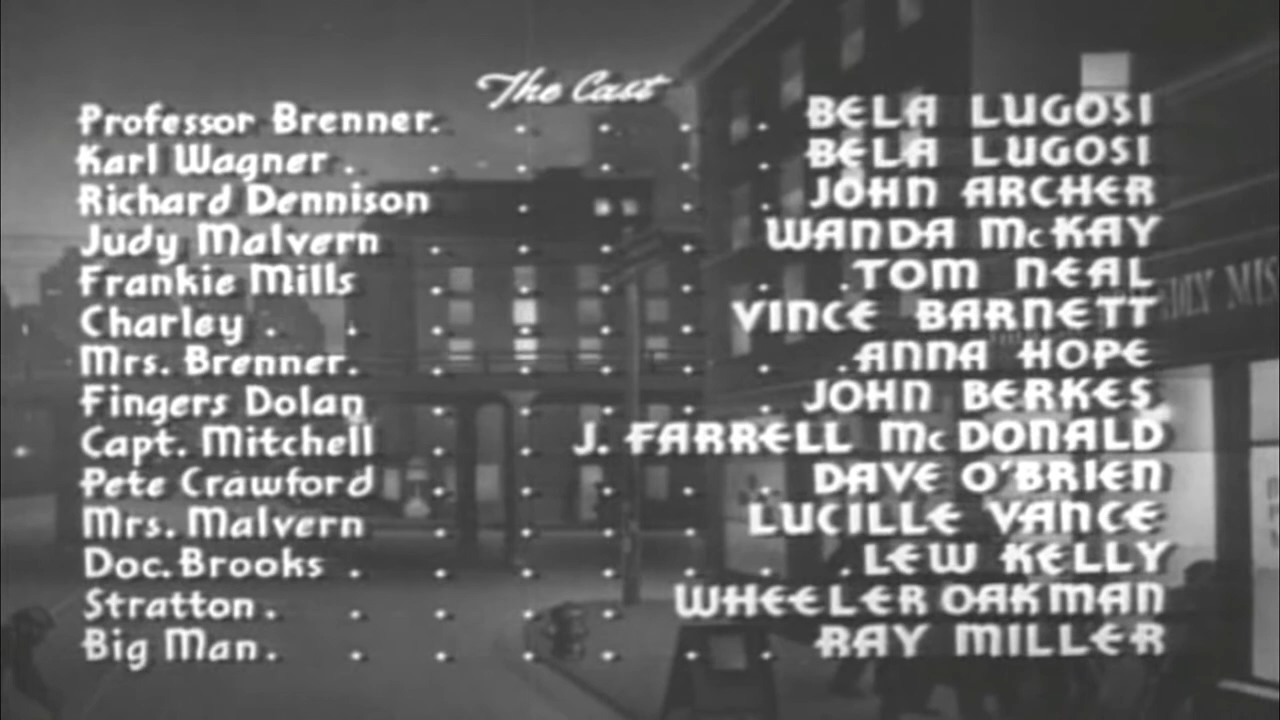 The Cast
Professor Brenner. . . . . BELA LUGOSI
Karl Wagner . . . . . . BELA LUGOSI
Richard Dennison . . . JOHN ARCHER
Judy Malvern . . . . WANDA McKAY
Frankie Mills . . . . . .TOM NEAL
Charley . . . . . . VINCE BARNETT
Mrs. Brenner. . . . . . .ANNA HOPE
Fingers Dolan . . . . . JOHN BERKES
Capt. Mitchell . . J. FARRELL McDONALD
Pete Crawford . . . . . DAVE O'BRIEN
Mrs. Malvern . . . . LUCILLE VANCE
Doc. Brooks . . . . . . .LEW KELLY
Stratton . . . . . WHEELER OAKMAN
Big Man . . . . . . . RAY MILLER